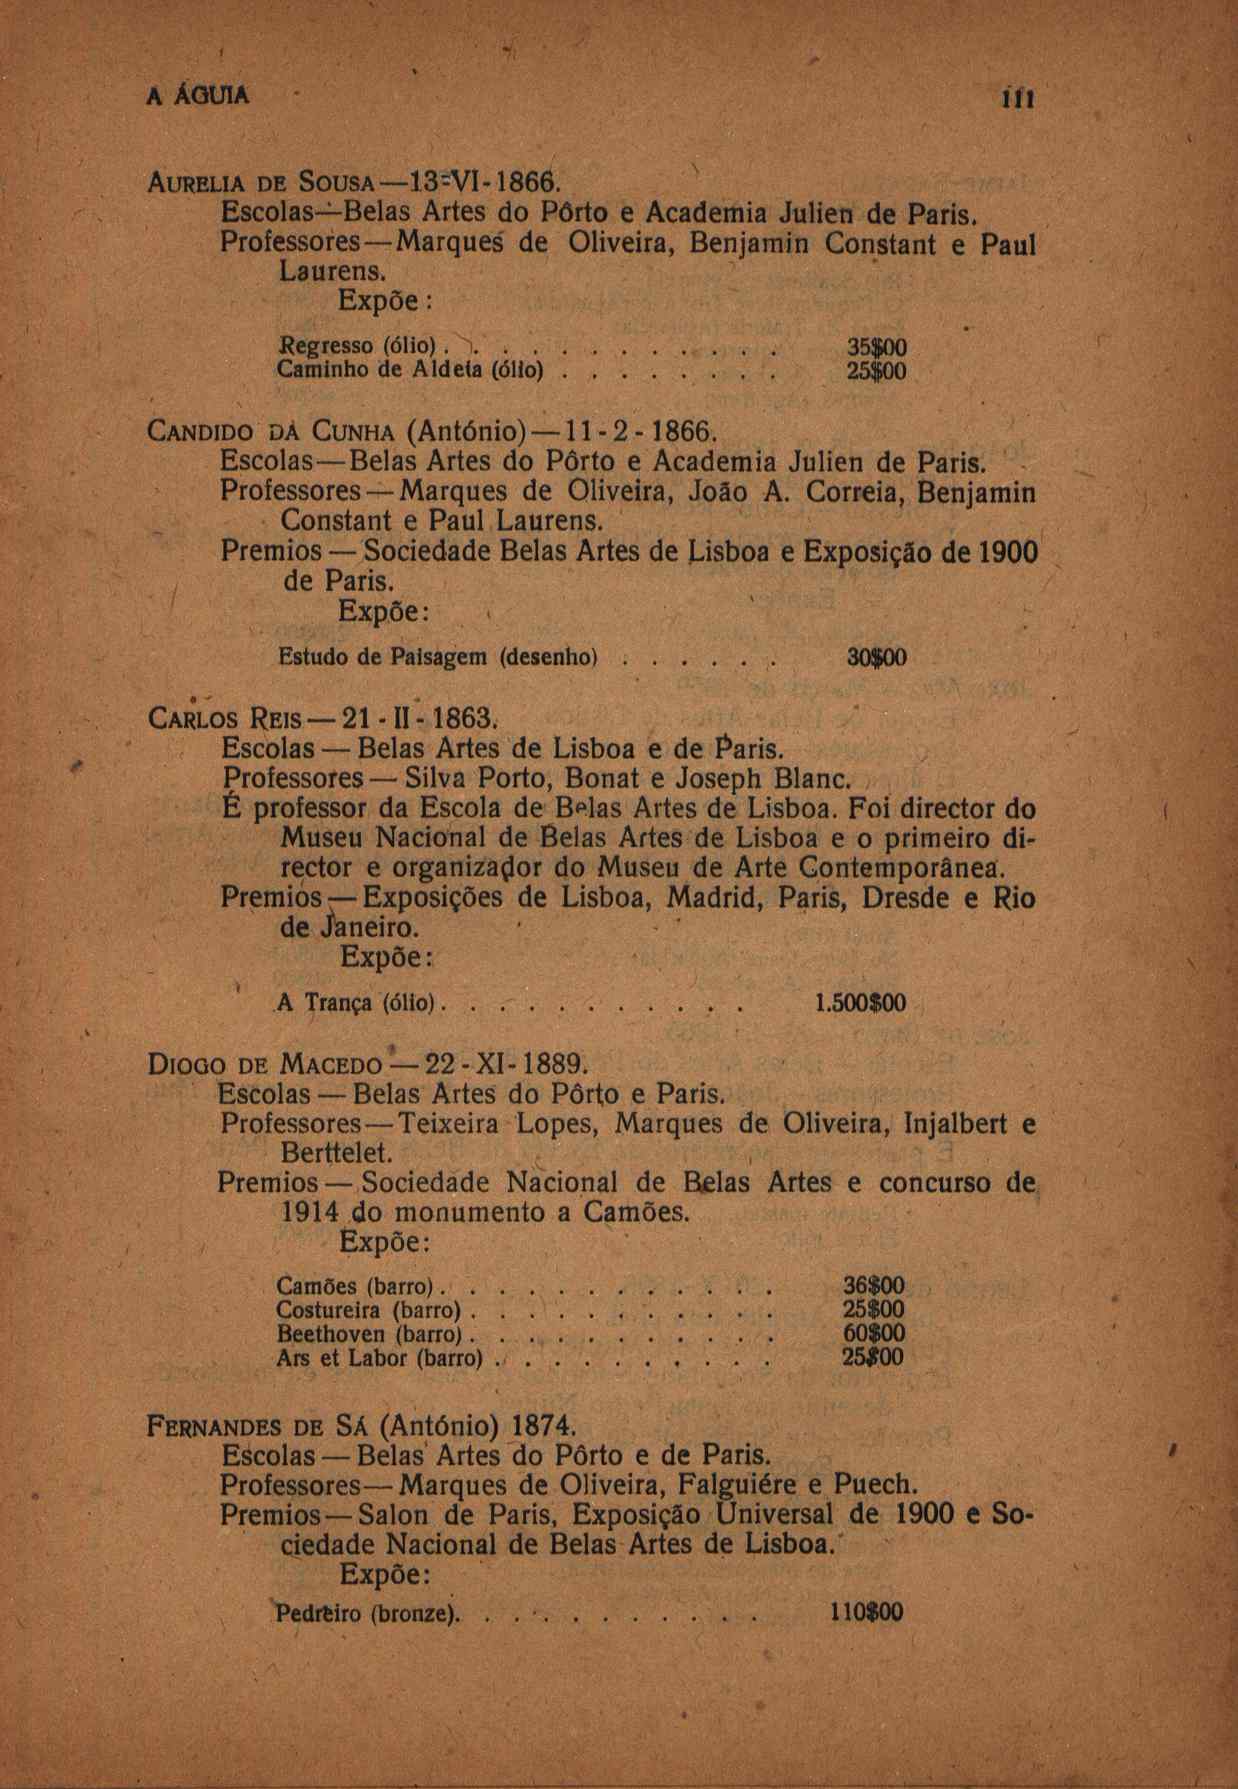 A ÁGUIA iii
AURELIA DE SOUSA—13-VI-1866.
Escolas—Belas Artes do Pôrto e Academia Julien de Paris.
Professores—Marques de Oliveira, Benjamin Constant e Paul
Laurens.
Expõe:
Regresso (ólio) . . . . . . . . . . . . 35$00
Caminho de Aldeia (ólio) . . . . . . . . 25$00
CANDIDO DA CUNHA (António)—11-2-1866.
Escolas—Belas Artes do Pôrto e Academia Julien de Paris.
Professores—Marques de Oliveira, João A. Correia, Benjamin
Constant e Paul Laurens.
Premios—Sociedade Belas Artes de Lisboa e Exposição de 1900
de Paris.
Expõe:
Estudo de Paisagem (desenho) . . . . . . 30$00
CARLOS REIS—21-II-1863.
Escolas—Belas Artes de Lisboa e de Paris.
Professores—Silva Porto, Bonat e Joseph Blanc.
É professor da Escola de Belas Artes de Lisboa. Foi director do
Museu Nacional de Belas Artes de Lisboa e o primeiro di-
rector e organizador do Museu de Arte Contemporânea.
Premios—Exposições de Lisboa, Madrid, Paris, Dresde e Rio
de Janeiro.
Expõe:
A Trança (ólio) . . . . . . . . . . . 1.500$00
DIOGO DE MACEDO—22-XI-1889.
Escolas—Belas Artes do Pôrto e Paris.
Professores—Teixeira Lopes, Marques de Oliveira, Injalbert e
Berttelet.
Premios—Sociedade Nacional de Belas Artes e concurso de
1914 do monumento a Camões.
Expõe:
Camões (barro) . . . . . . . . . . . . 36$00
Costureira (barro) . . . . . . . . . . . 25$00
Beethoven (barro) . . . . . . . . . . . 60$00
Ars et Labor (barro) . . . . . . . . . . 25$00
FERNANDES DE SÁ (António) 1874.
Escolas—Belas Artes do Pôrto e de Paris.
Professores—Marques de Oliveira, Falguiére e Puech.
Premios—Salon de Paris, Exposição Universal de 1900 e So-
ciedade Nacional de Belas Artes de Lisboa.
Expõe:
Pedreiro (bronze) . . . . . . . . . . . 110$00